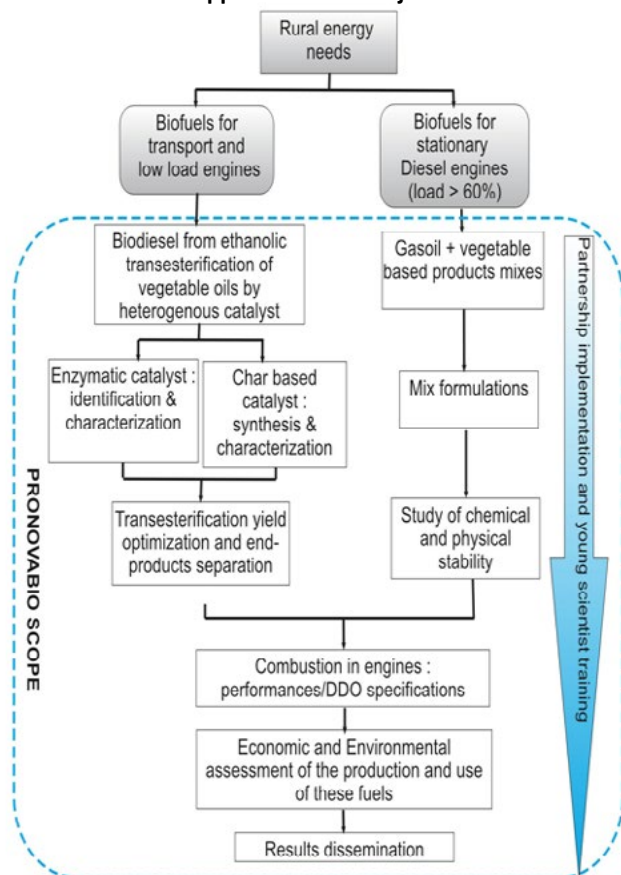 Rural energy
needs
Biofuels for
transport and
low load engines
Biofuels for
stationary
Diesel engines
(load > 60%)
Biodiesel from ethanolic
transesterification of
vegetable oils by
heterogenous catalyst
Gasoil + vegetable
based products mixes
Enzymatic catalyst :
identification &
characterization
Char based
catalyst :
synthesis &
characterization
Mix formulations
Transesterification yield
optimization and end-
products separation
Study of chemical
and physical
stability
Combustion in engines :
performances/DDO specifications
Economic and Environmental
assessment of the production and use
of these fuels
Results dissemination
PRONOVABIO SCOPE
Partnership implementation and young scientist training